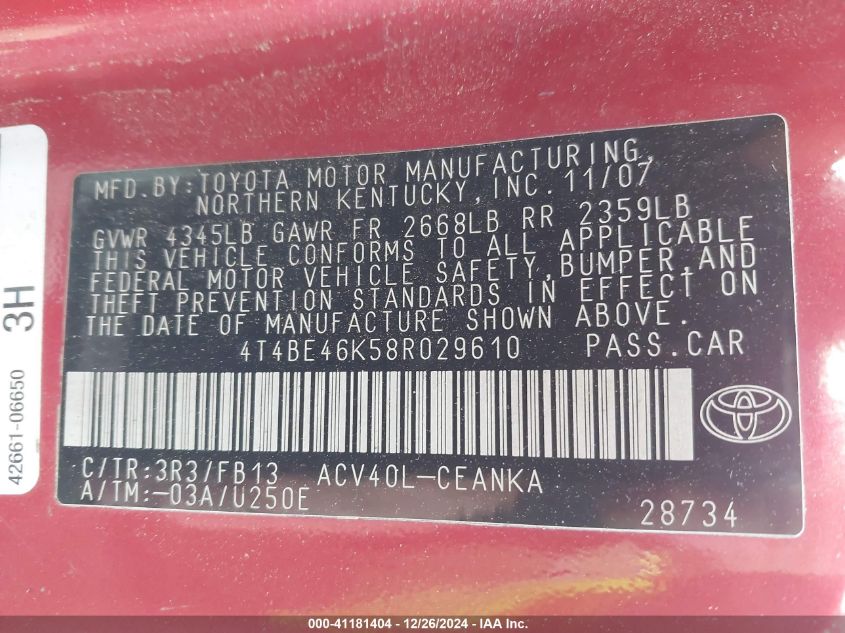 MFD. BY: TOYOTA MOTOR MANUFACTURING,
NORTHERN KENTUCKY, INC. 11/07
GVWR 4345LB GAWR FR 2668LB RR 2359LB
THIS VEHICLE CONFORMS TO ALL APPLICABLE
FEDERAL MOTOR VEHICLE SAFETY, BUMPER, AND
THEFT PREVENTION STANDARDS IN EFFECT ON
THE DATE OF MANUFACTURE SHOWN ABOVE.
4T4BE46K58R029610 PASS. CAR
C/TR: 3R3/FB13 ACV40L-CEANKA
A/TM: -03A/U250E
28734
42661-06650 3H
000-41181404 | 12/26/2024 - IAA Inc.